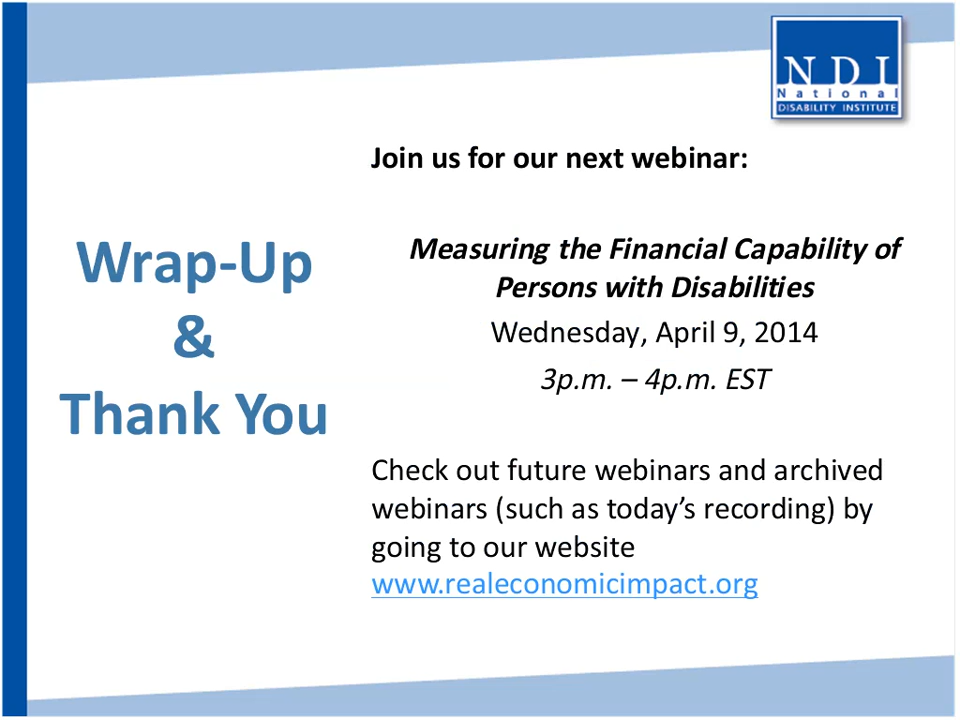 NDI
National
DISABILITY INSTITUTE
Join us for our next webinar:
Wrap-Up
&
Thank You
Measuring the Financial Capability of
Persons with Disabilities
Wednesday, April 9, 2014
3p.m. – 4p.m. EST
Check out future webinars and archived
webinars (such as today’s recording) by
going to our website
www.realeconomicimpact.org